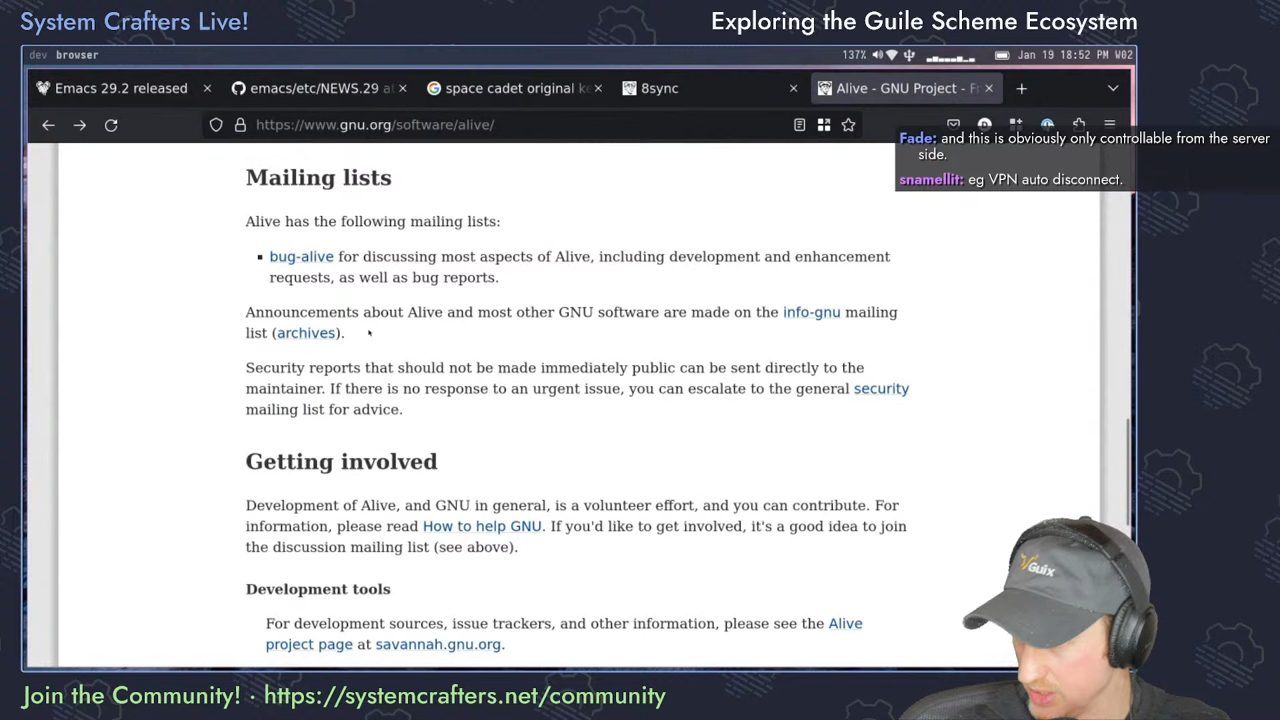 System Crafters Live!
Exploring the Guile Scheme Ecosystem
dev browser
137%
Jan 19 18:52 PM W02
Emacs 29.2 released
emacs/etc/NEWS.29 at
space cadet original ke
8sync
Alive - GNU Project - Fr
https://www.gnu.org/software/alive/
Fade: and this is obviously only controllable from the server
side.
snamellit: eg VPN auto disconnect.
Mailing lists
Alive has the following mailing lists:
bug-alive for discussing most aspects of Alive, including development and enhancement
requests, as well as bug reports.
Announcements about Alive and most other GNU software are made on the info-gnu mailing
list (archives).
Security reports that should not be made immediately public can be sent directly to the
maintainer. If there is no response to an urgent issue, you can escalate to the general security
mailing list for advice.
Getting involved
Development of Alive, and GNU in general, is a volunteer effort, and you can contribute. For
information, please read How to help GNU. If you'd like to get involved, it's a good idea to join
the discussion mailing list (see above).
Development tools
For development sources, issue trackers, and other information, please see the Alive
project page at savannah.gnu.org.
Guix
Join the Community! · https://systemcrafters.net/community